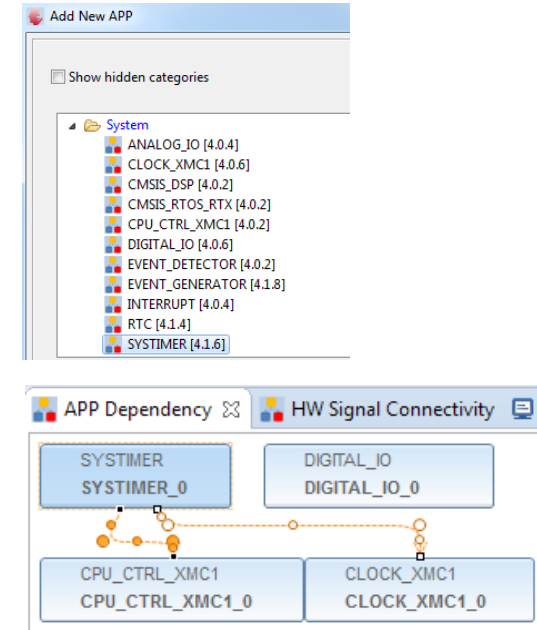 Add New APP
Show hidden categories
System
ANALOG_IO [4.0.4]
CLOCK_XMC1 [4.0.6]
CMSIS_DSP [4.0.2]
CMSIS_RTOS_RTX [4.0.2]
CPU_CTRL_XMC1 [4.0.2]
DIGITAL_IO [4.0.6]
EVENT_DETECTOR [4.0.2]
EVENT_GENERATOR [4.1.8]
INTERRUPT [4.0.4]
RTC [4.1.4]
SYSTIMER [4.1.6]
APP Dependency HW Signal Connectivity
SYSTIMER DIGITAL_IO
SYSTIMER_0 DIGITAL_IO_0
CPU_CTRL_XMC1 CLOCK_XMC1
CPU_CTRL_XMC1_0 CLOCK_XMC1_0